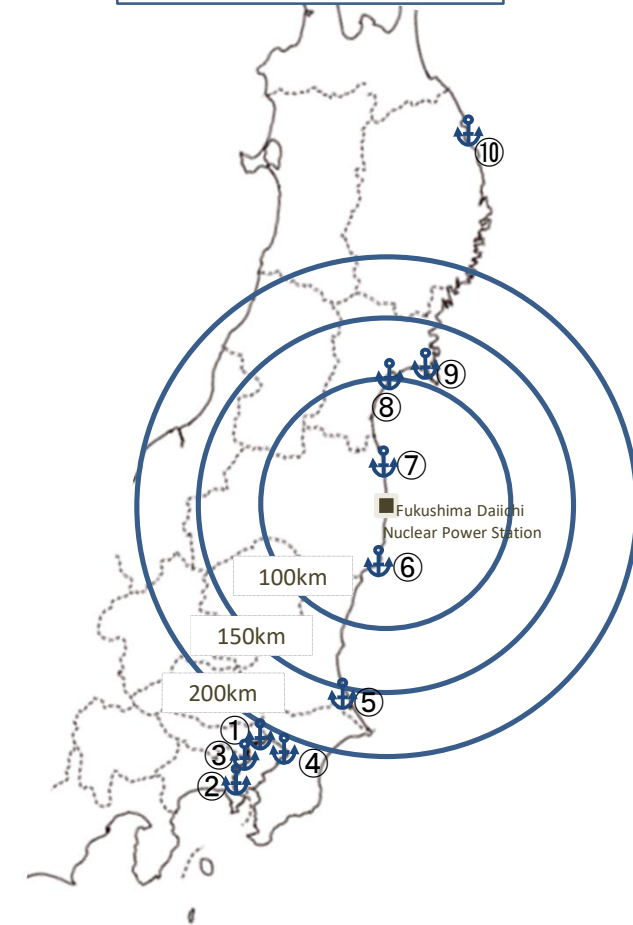 ⑩
⑨
⑧
⑦
Fukushima Daiichi
Nuclear Power Station
⑥
100km
150km
200km
⑤
①
③
④
②